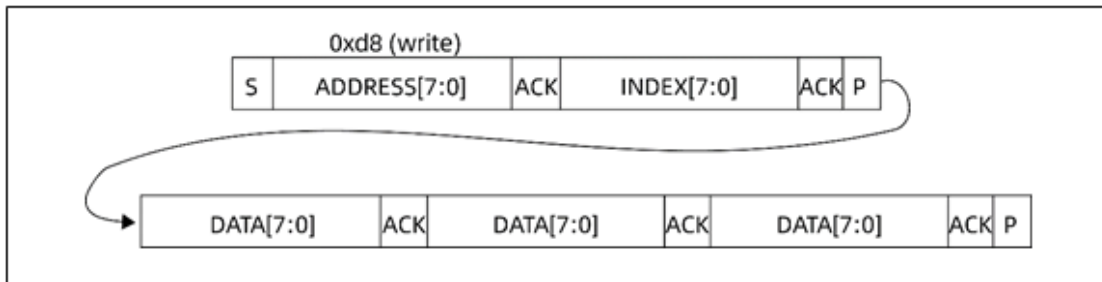 0xd8 (write)
S ADDRESS[7:0] ACK INDEX[7:0] ACK P
DATA[7:0] ACK DATA[7:0] ACK DATA[7:0] ACK P